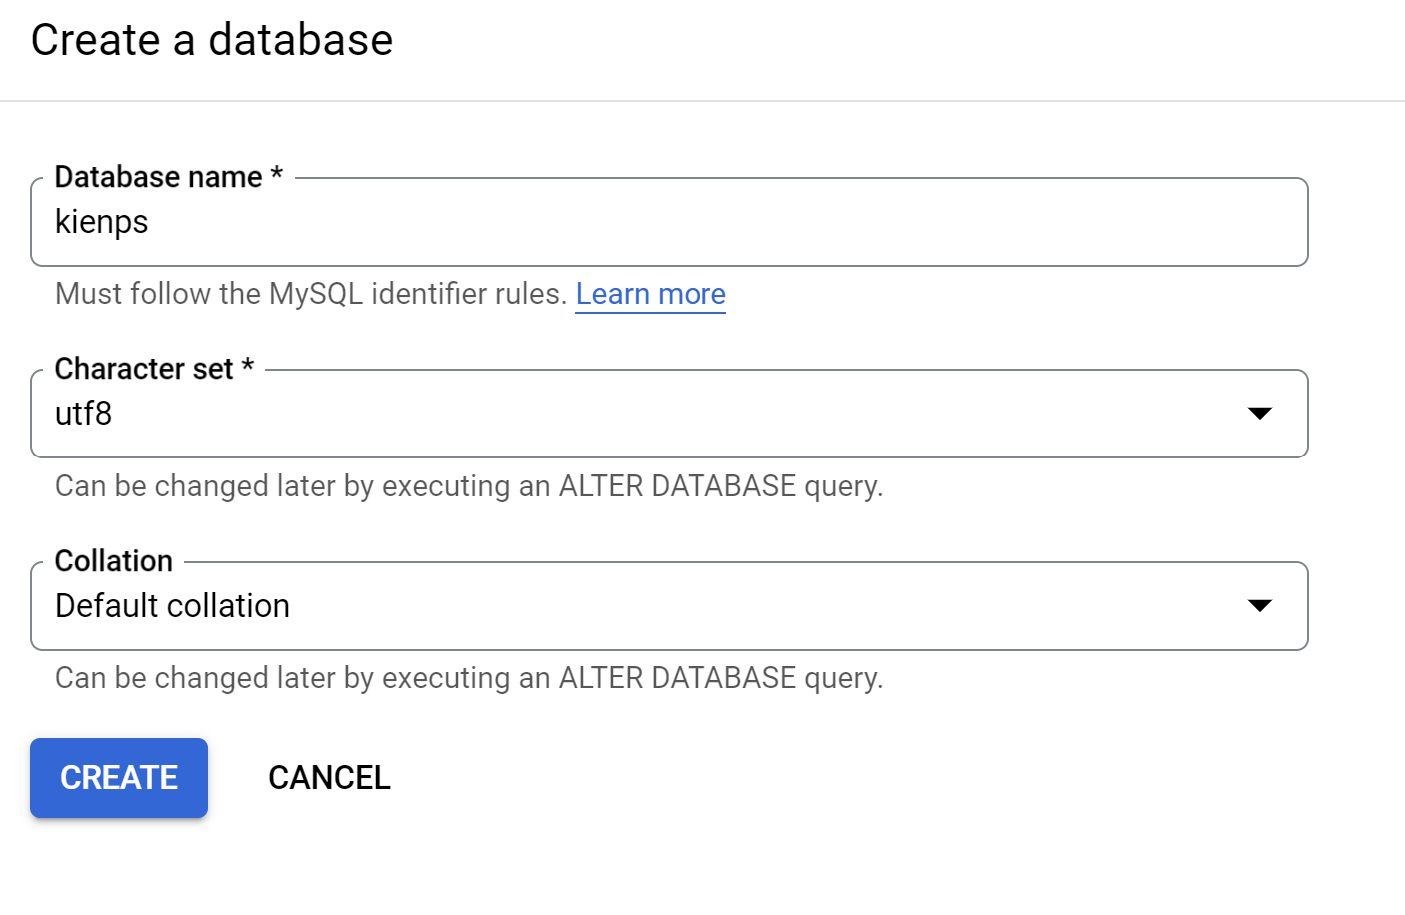 Create a database
Database name *
kienps
Must follow the MySQL identifier rules. Learn more
Character set *
utf8
Can be changed later by executing an ALTER DATABASE query.
Collation
Default collation
Can be changed later by executing an ALTER DATABASE query.
CREATE CANCEL